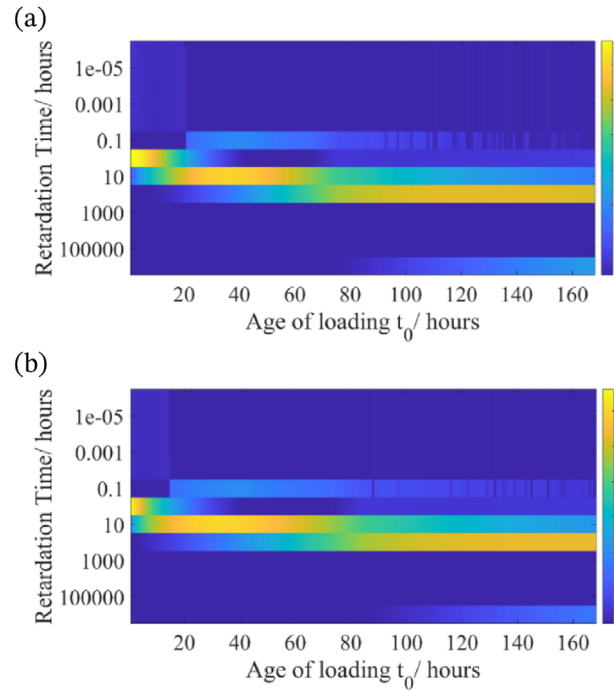 (a)
Retardation Time/ hours
1e-05
0.001
0.1
10
1000
100000
20 40 60 80 100 120 140 160
Age of loading t0/ hours
(b)
Retardation Time/ hours
1e-05
0.001
0.1
10
1000
100000
20 40 60 80 100 120 140 160
Age of loading t0/ hours